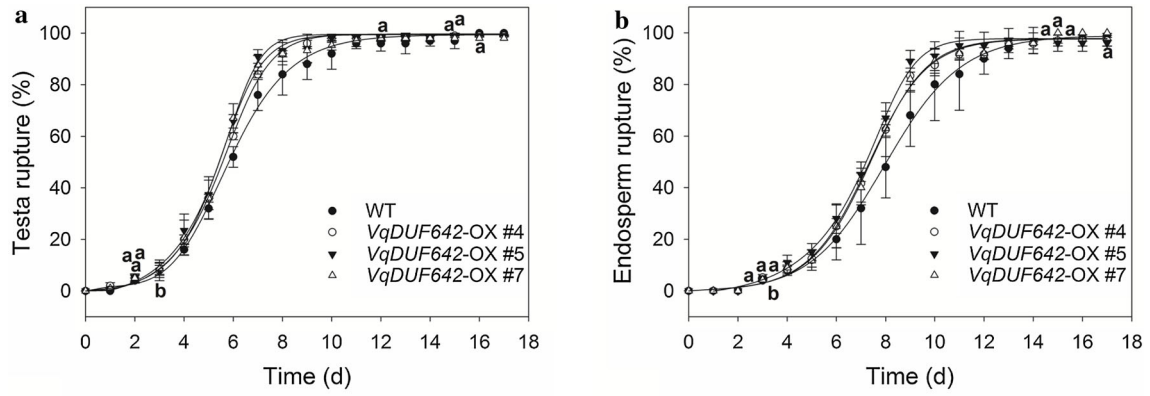 a
Testa rupture (%)
100
80
60
40
20
0
a
a a
a
a a
a
b
WT
VqDUF642-OX #4
VqDUF642-OX #5
VqDUF642-OX #7
0 2 4 6 8 10 12 14 16 18
Time (d)
b
Endosperm rupture (%)
100
80
60
40
20
0
a
a a
a
a a
a
b
WT
VqDUF642-OX #4
VqDUF642-OX #5
VqDUF642-OX #7
0 2 4 6 8 10 12 14 16 18
Time (d)